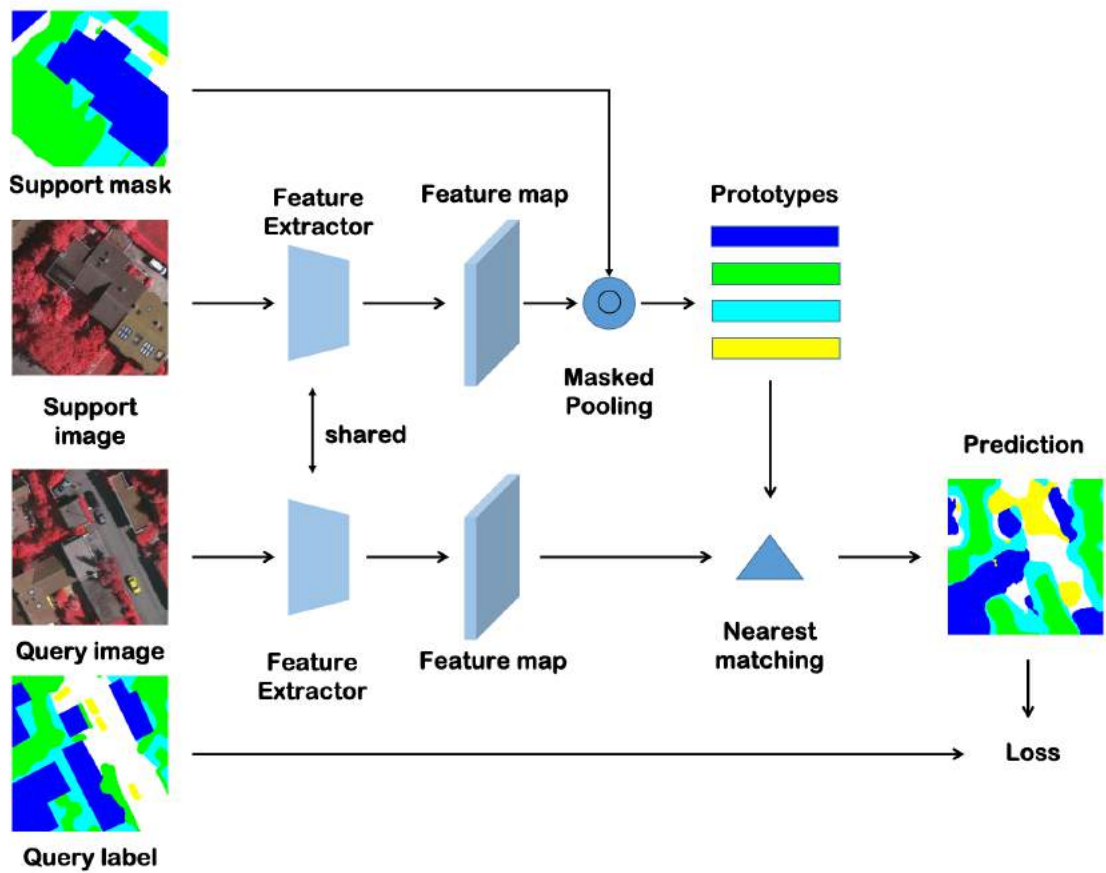 Support mask
Feature
Extractor
Feature map
Prototypes
Masked
Pooling
Support
image
shared
Prediction
Query image
Feature
Extractor
Feature map
Nearest
matching
Loss
Query label